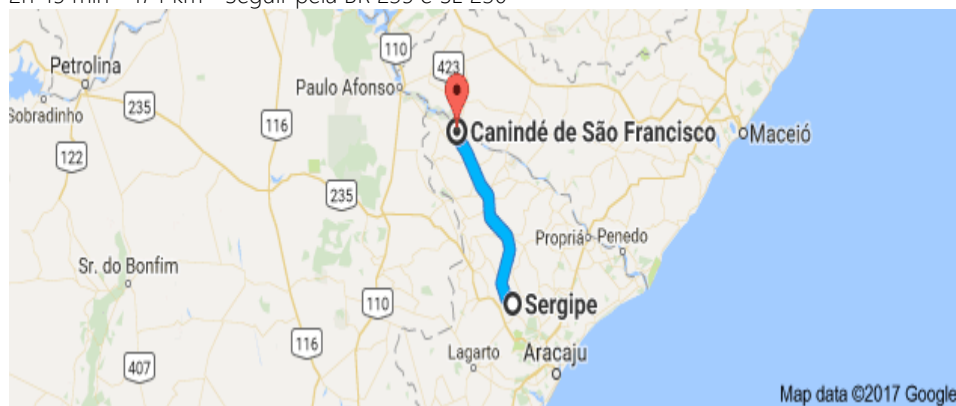 110
423
Petrolina
Paulo Afonso
Sobradinho
235
116
Canindé de São Francisco
Maceió
122
235
Propriá
Penedo
Sr. do Bonfim
110
Sergipe
116
Lagarto
Aracaju
407
Map data ©2017 Google